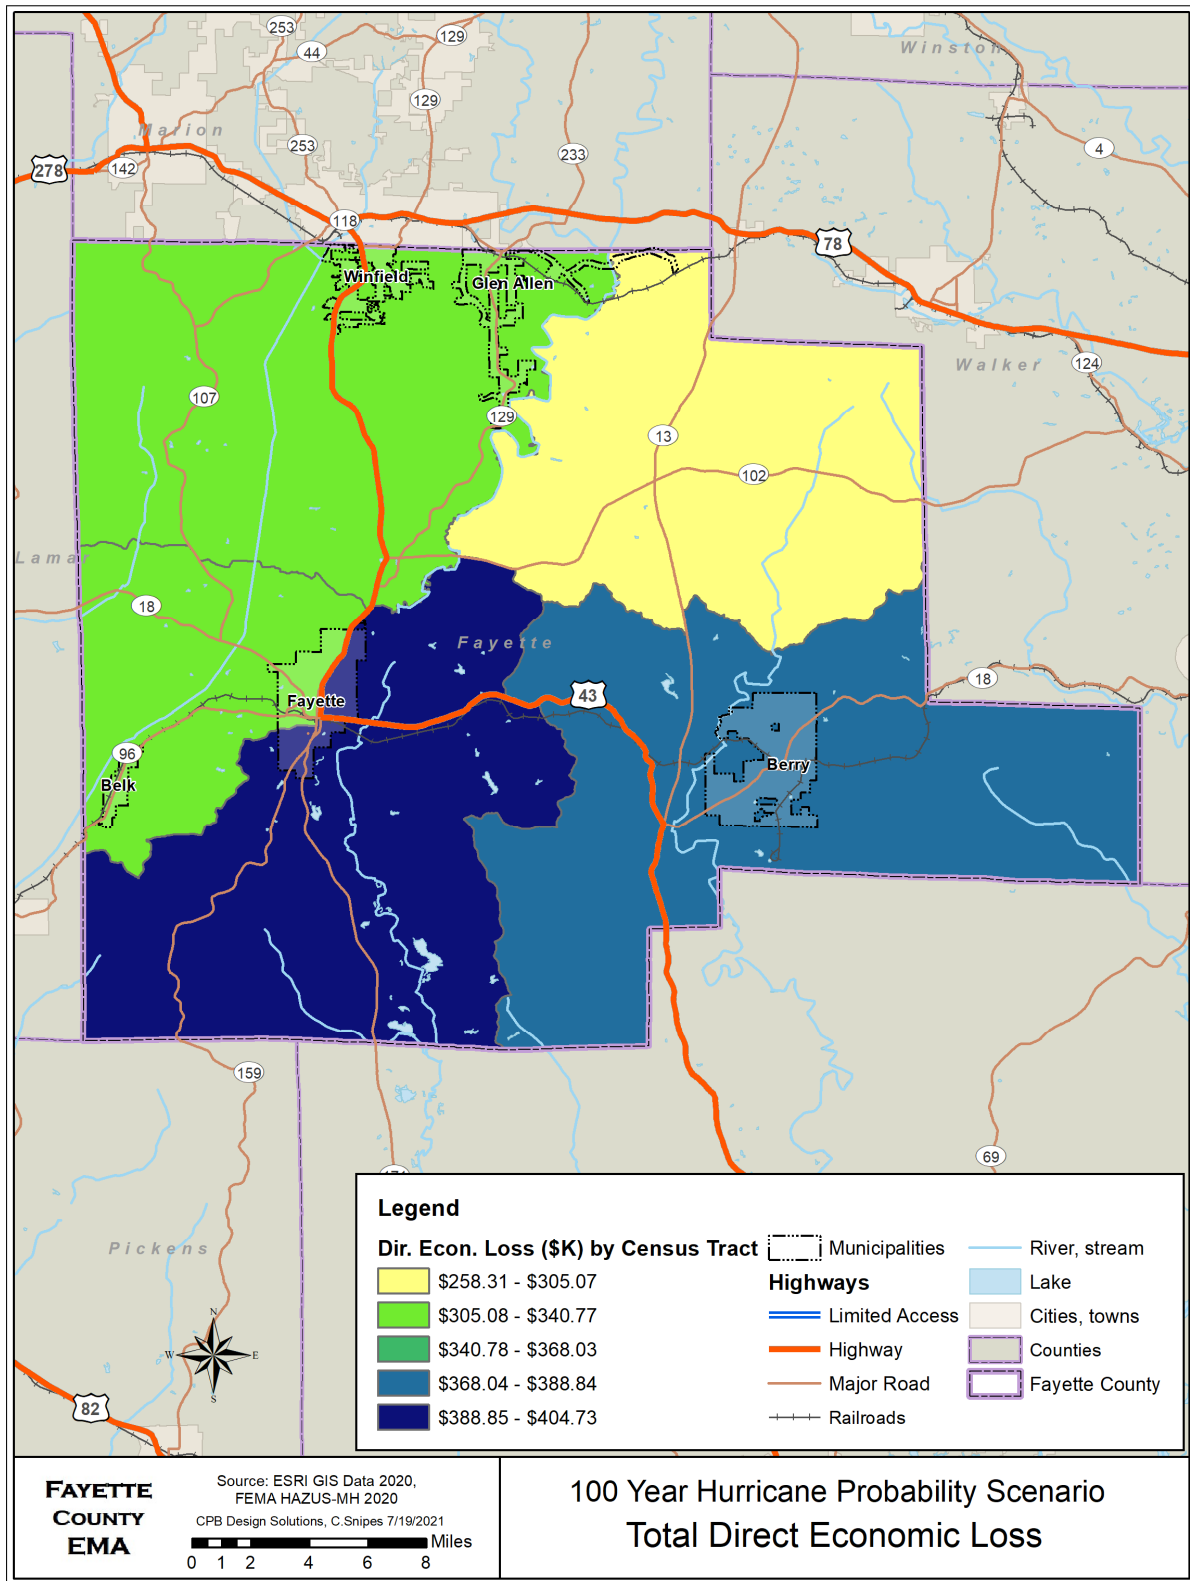 253
129
44
Winston
129
Marion
253
4
233
278
142
118
78
Winfield
Glen Allen
Walker
124
107
129
13
102
Lamar
18
Fayette
18
43
Fayette
96
Belk
Berry
159
69
Pickens
N
W E
S
82
Legend
Dir. Econ. Loss ($K) by Census Tract
$258.31 - $305.07
$305.08 - $340.77
$340.78 - $368.03
$368.04 - $388.84
$388.85 - $404.73
Municipalities
Highways
Limited Access
Highway
Major Road
Railroads
River, stream
Lake
Cities, towns
Counties
Fayette County
FAYETTE
COUNTY
EMA
Source: ESRI GIS Data 2020,
FEMA HAZUS-MH 2020
CPB Design Solutions, C.Snipes 7/19/2021
Miles
0 1 2 4 6 8
100 Year Hurricane Probability Scenario
Total Direct Economic Loss